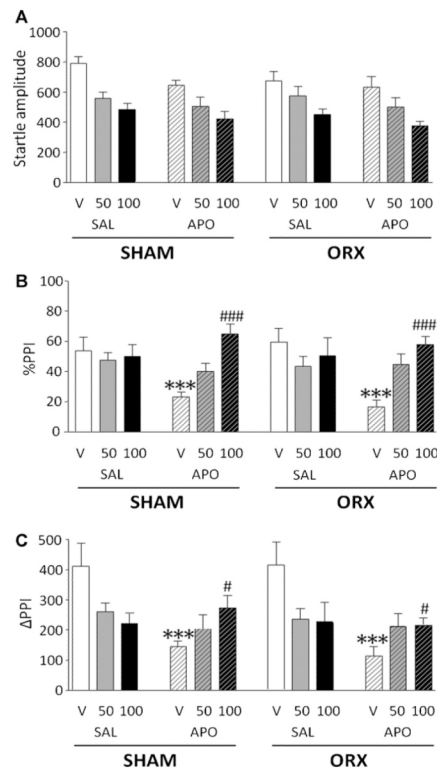 A
Startle amplitude
1000
800
600
400
200
0
V 50 100 V 50 100 V 50 100 V 50 100
SAL APO SAL APO
SHAM ORX
B
%PPI
100
80
60
40
20
0
### ###
*** ***
V 50 100 V 50 100 V 50 100 V 50 100
SAL APO SAL APO
SHAM ORX
C
ΔPPI
500
400
300
200
100
0
# #
*** ***
V 50 100 V 50 100 V 50 100 V 50 100
SAL APO SAL APO
SHAM ORX